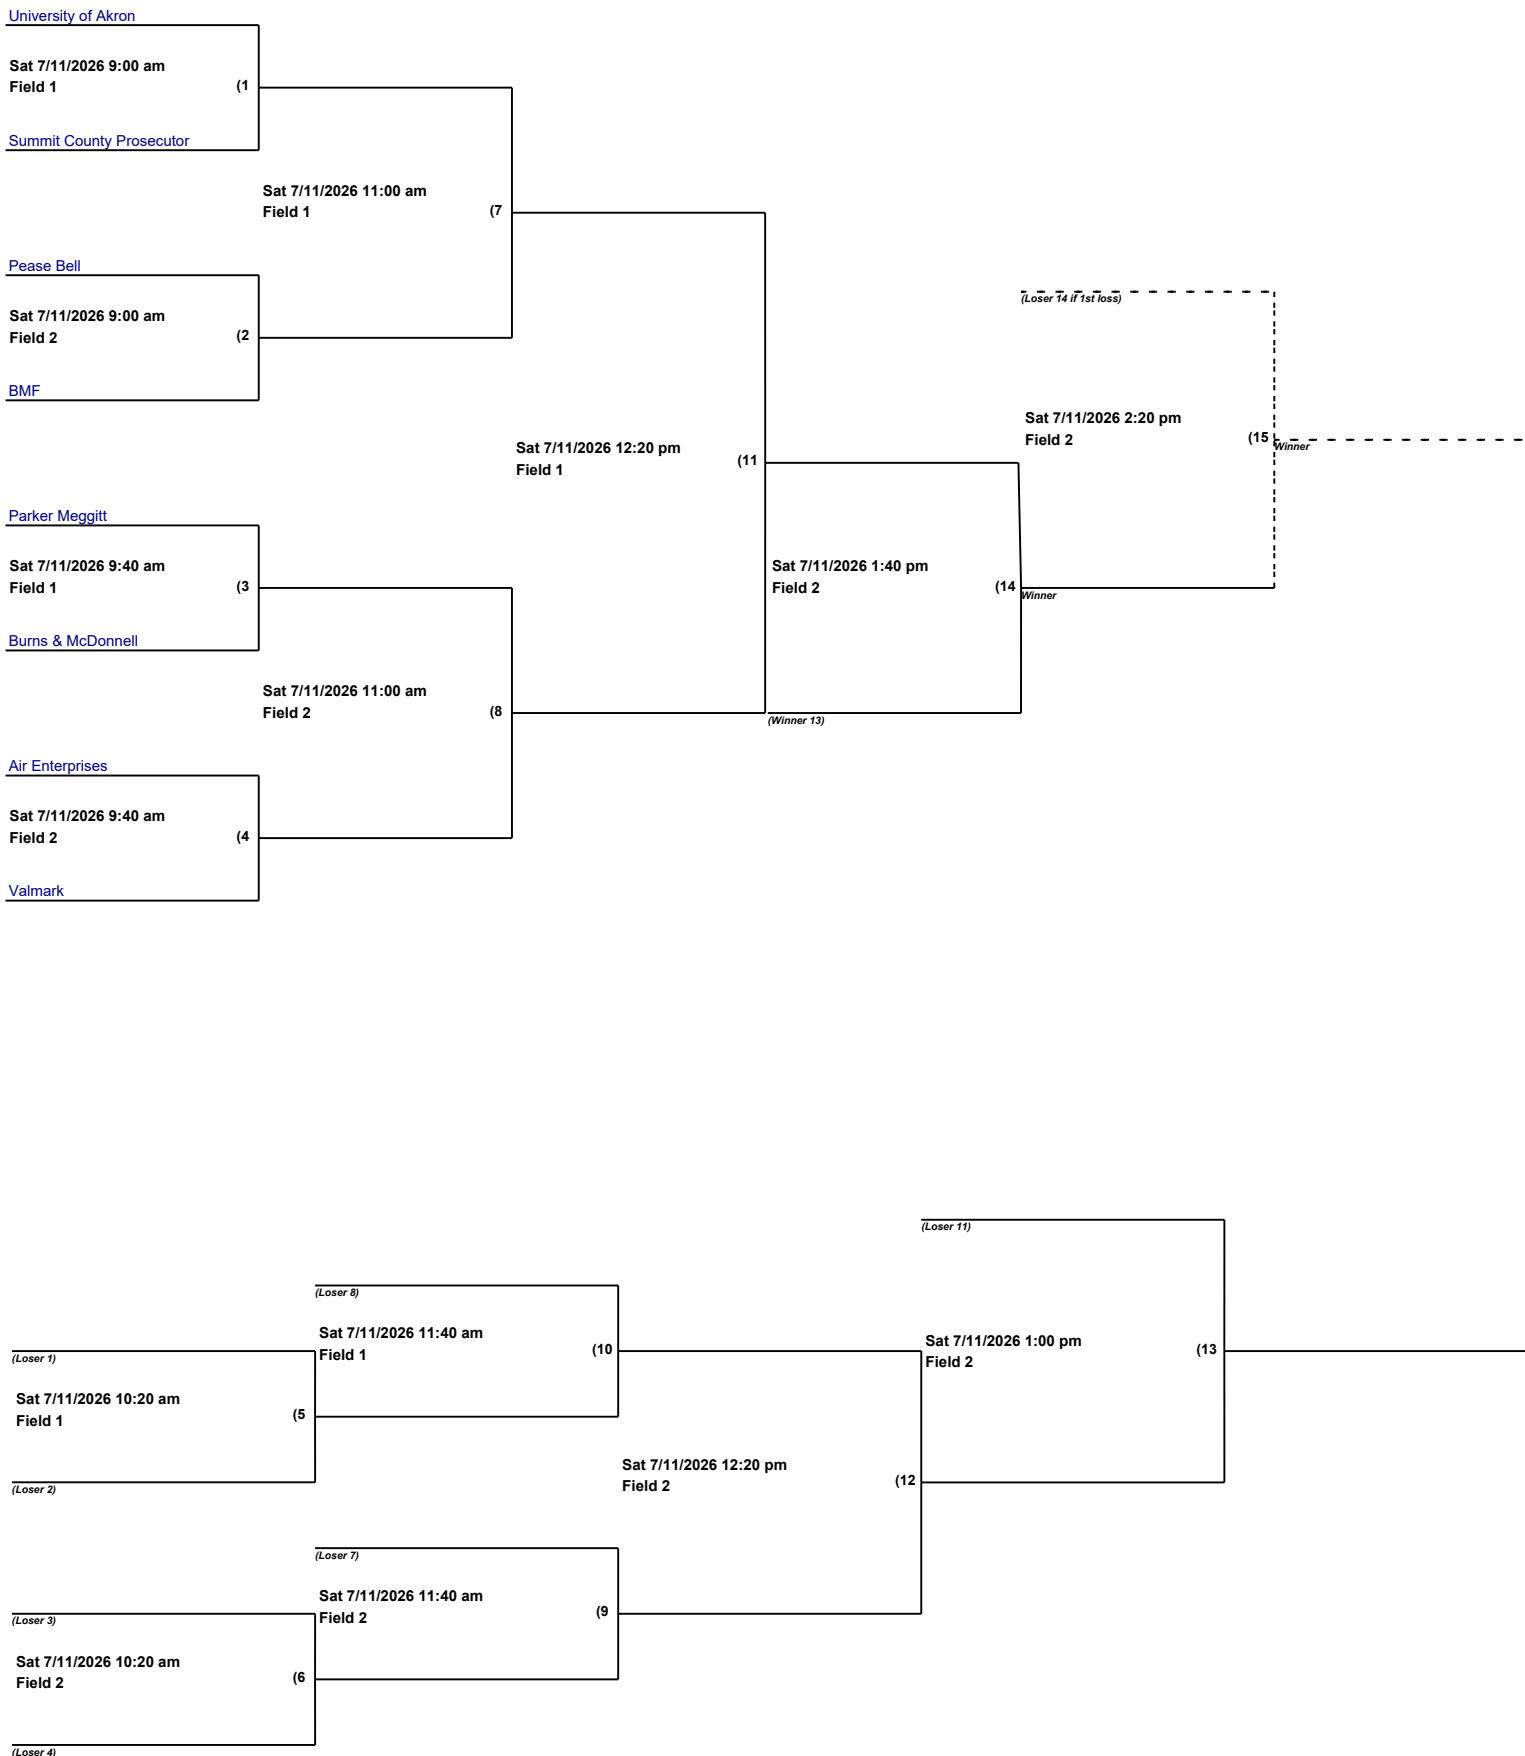 University of Akron
Sat 7/11/2026 9:00 am
Field 1
(1
Summit County Prosecutor
Sat 7/11/2026 11:00 am
Field 1
(7
Pease Bell
Sat 7/11/2026 9:00 am
Field 2
(2
BMF
(Loser 14 if 1st loss)
Sat 7/11/2026 2:20 pm
Field 2
(15
Winner
Sat 7/11/2026 12:20 pm
Field 1
(11
Parker Meggitt
Sat 7/11/2026 9:40 am
Field 1
(3
Burns & McDonnell
Sat 7/11/2026 1:40 pm
Field 2
(14
Winner
Sat 7/11/2026 11:00 am
Field 2
(8
(Winner 13)
Air Enterprises
Sat 7/11/2026 9:40 am
Field 2
(4
Valmark
(Loser 11)
(Loser 8)
Sat 7/11/2026 11:40 am
Field 1
(10
Sat 7/11/2026 1:00 pm
Field 2
(13
(Loser 1)
Sat 7/11/2026 10:20 am
Field 1
(5
(Loser 2)
Sat 7/11/2026 12:20 pm
Field 2
(12
(Loser 7)
Sat 7/11/2026 11:40 am
Field 2
(9
(Loser 3)
Sat 7/11/2026 10:20 am
Field 2
(6
(Loser 4)